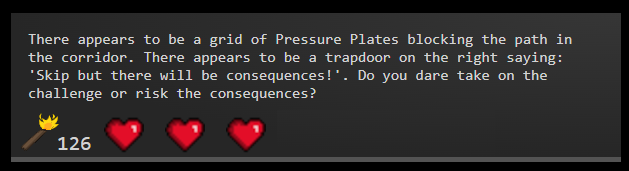 There appears to be a grid of Pressure Plates blocking the path in
the corridor. There appears to be a trapdoor on the right saying:
'Skip but there will be consequences!'. Do you dare take on the
challenge or risk the consequences?
126